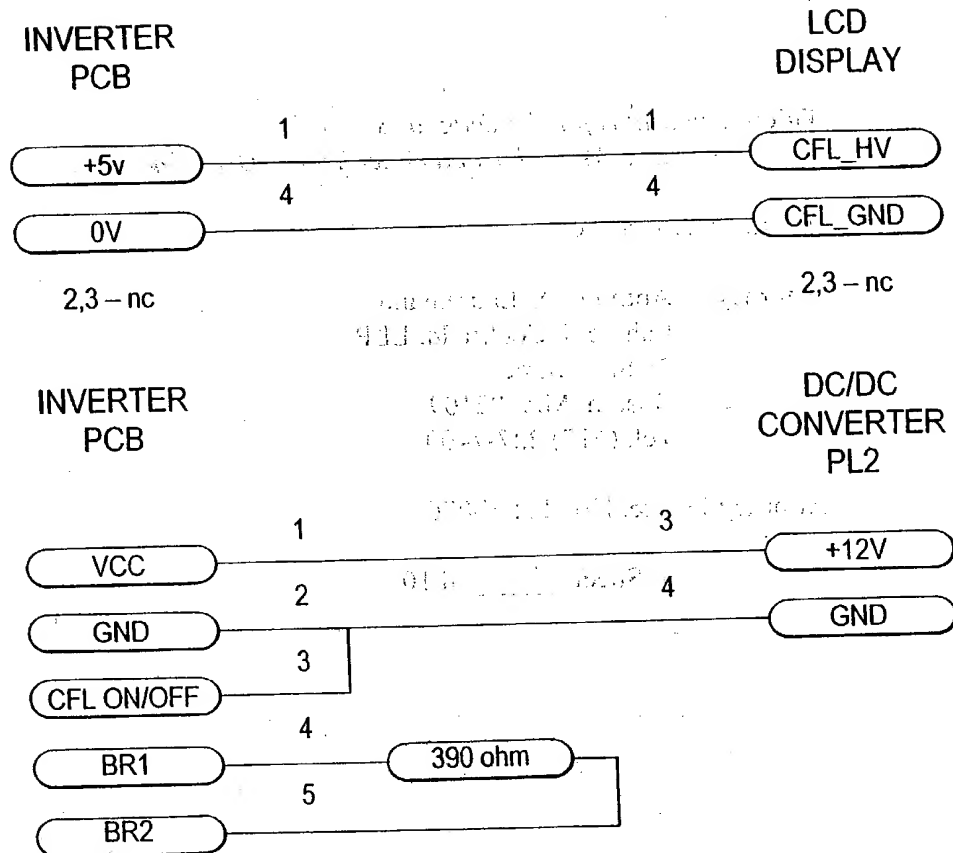 INVERTER
PCB
LCD
DISPLAY
1 1
+5v CFL_HV
4 4
0V CFL_GND
2,3 – nc 2,3 – nc
INVERTER
PCB
DC/DC
CONVERTER
PL2
1 3
VCC +12V
2 4
GND GND
3
CFL ON/OFF
4
BR1 390 ohm
5
BR2